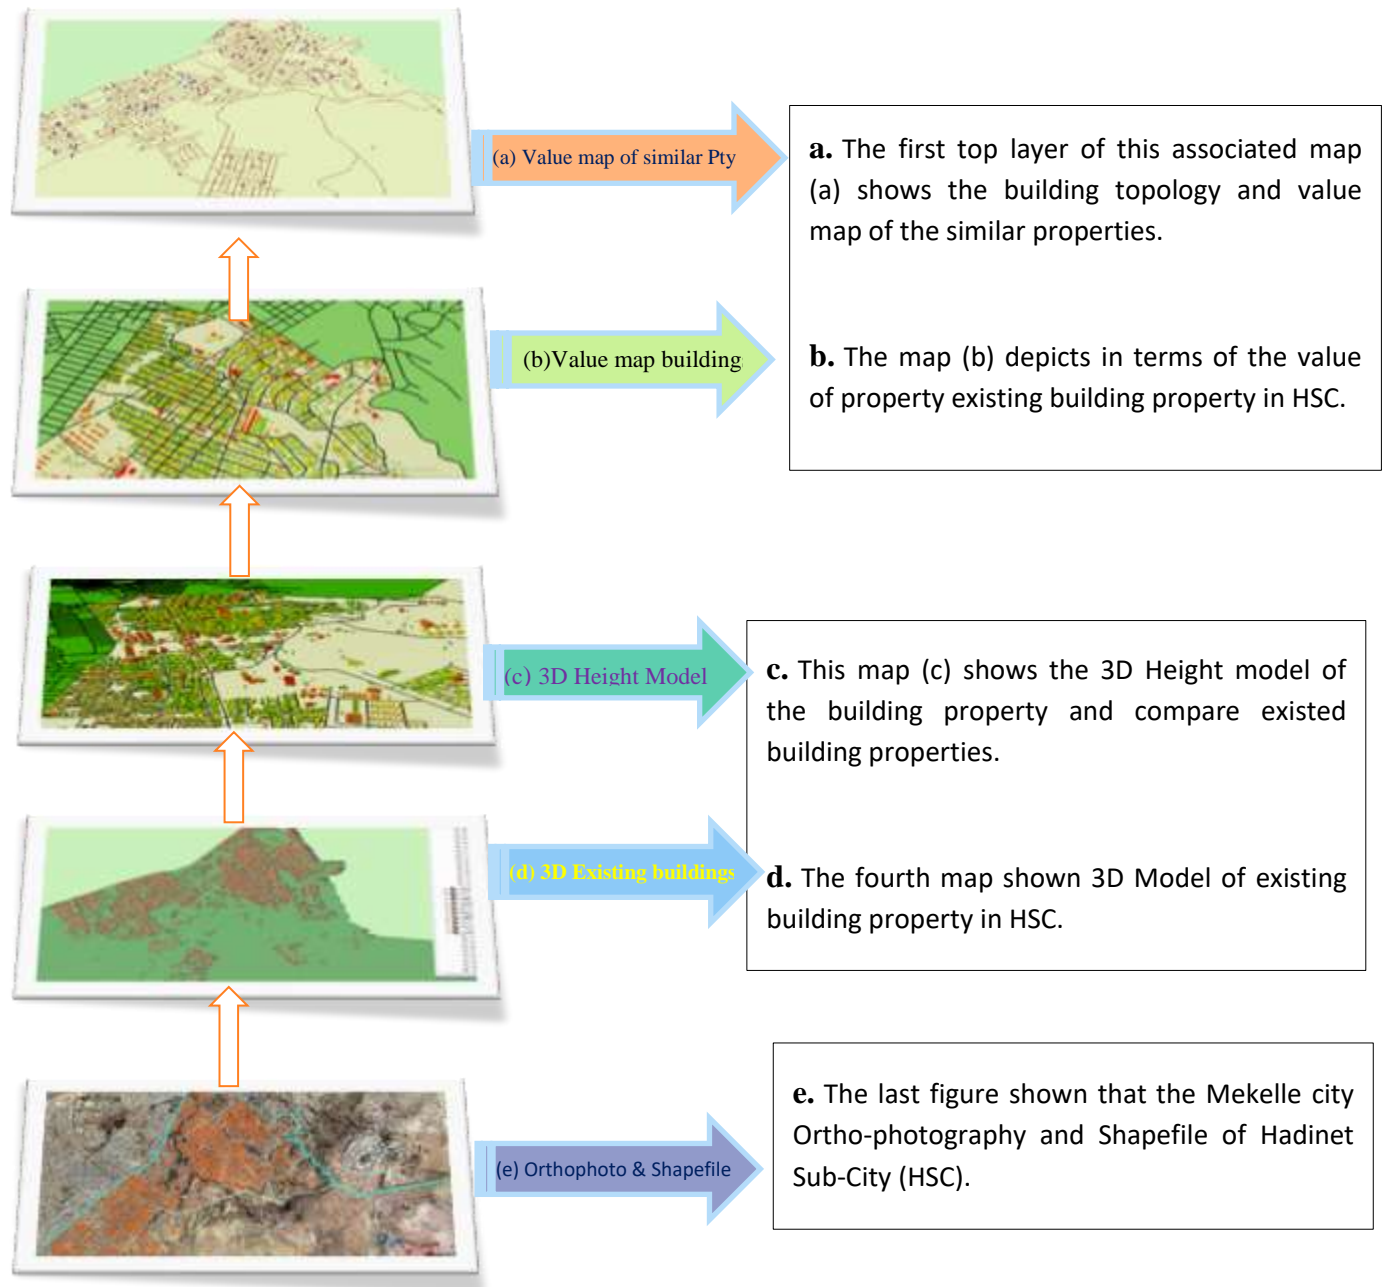 (a) Value map of similar Pty
a. The first top layer of this associated map
(a) shows the building topology and value
map of the similar properties.
(b)Value map building
b. The map (b) depicts in terms of the value
of property existing building property in HSC.
(c) 3D Height Model
c. This map (c) shows the 3D Height model of
the building property and compare existed
building properties.
(d) 3D Existing buildings
d. The fourth map shown 3D Model of existing
building property in HSC.
(e) Orthophoto & Shapefile
e. The last figure shown that the Mekelle city
Ortho-photography and Shapefile of Hadinet
Sub-City (HSC).